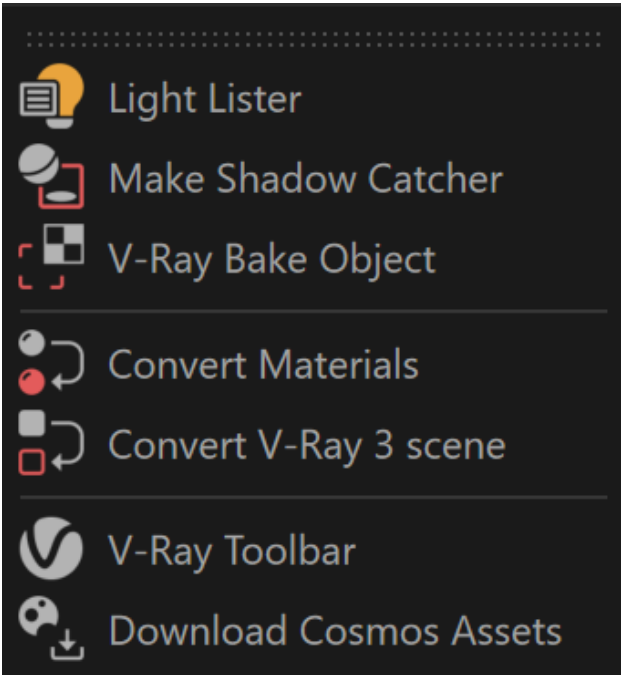 Light Lister
Make Shadow Catcher
V-Ray Bake Object
Convert Materials
Convert V-Ray 3 scene
V-Ray Toolbar
Download Cosmos Assets